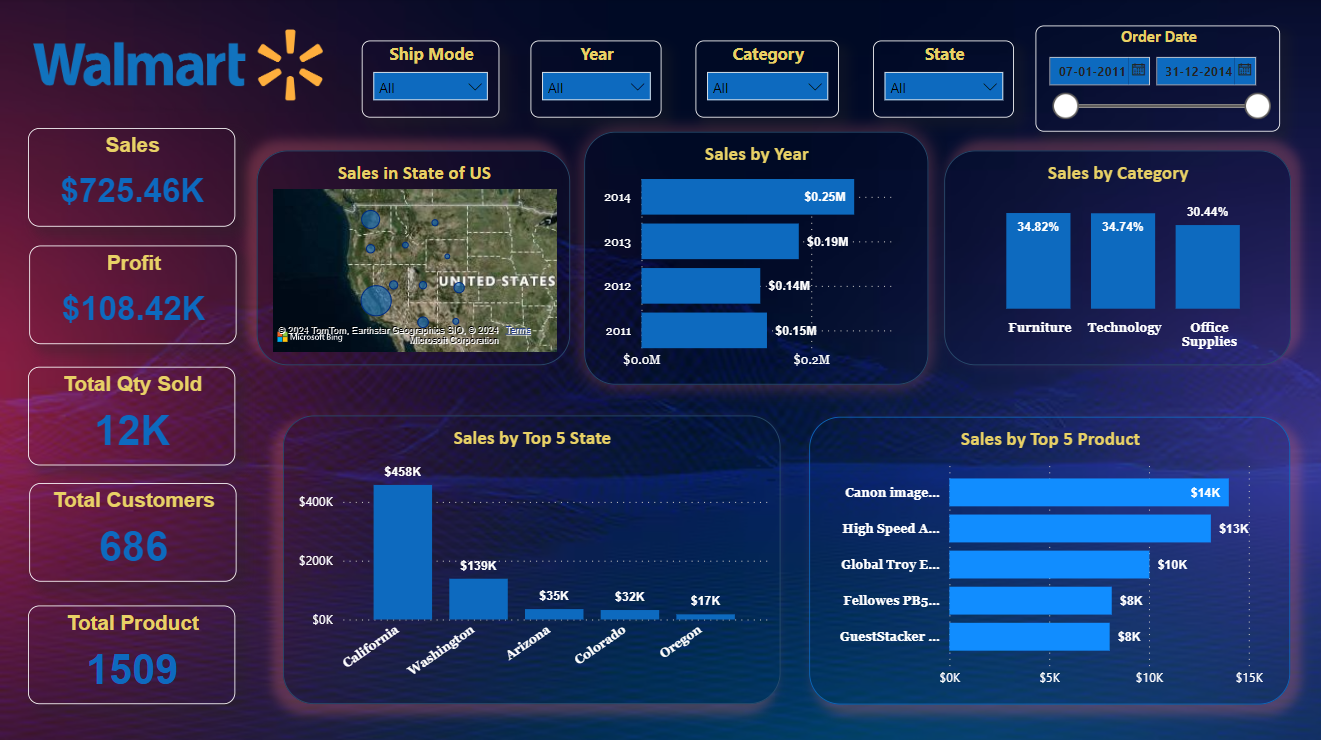 Walmart
Ship Mode
All
Year
All
Category
All
State
All
Order Date
07-01-2011
31-12-2014
Sales
$725.46K
Profit
$108.42K
Total Qty Sold
12K
Total Customers
686
Total Product
1509
Sales in State of US
UNITED STATES
© 2024 TomTom, Earthstar Geographics SIO, © 2024 Terms
Microsoft Bing
Microsoft Corporation
Sales by Year
2014
$0.25M
2013
$0.19M
2012
$0.14M
2011
$0.15M
$0.0M
$0.2M
Sales by Category
34.82%
34.74%
30.44%
Furniture
Technology
Office
Supplies
Sales by Top 5 State
$400K
$200K
$0K
$458K
$139K
$35K
$32K
$17K
California
Washington
Arizona
Colorado
Oregon
Sales by Top 5 Product
Canon image...
$14K
High Speed A...
$13K
Global Troy E...
$10K
Fellowes PB5...
$8K
GuestStacker ...
$8K
$0K
$5K
$10K
$15K